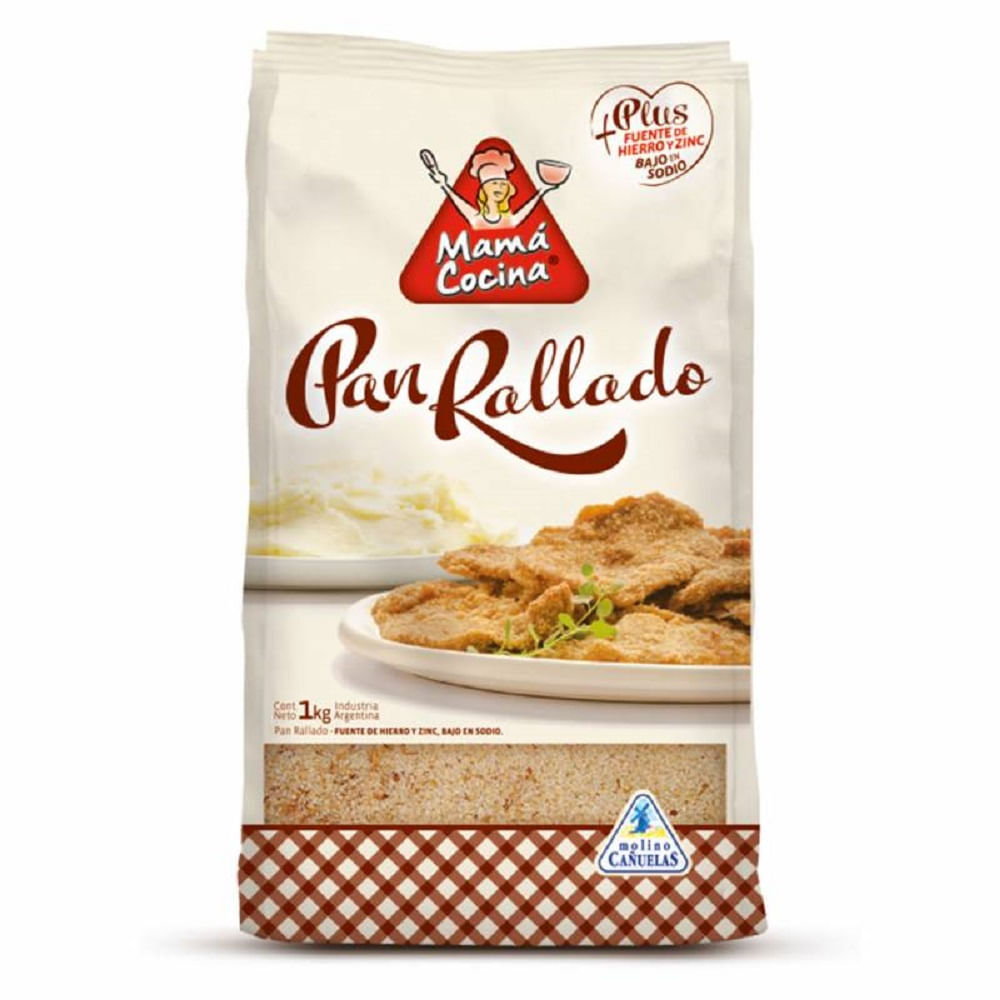 +Plus
FUENTE DE
HIERRO Y ZINC
BAJO EN
SODIO
Mamá
Cocina®
Pan Rallado
Cont. Neto 1kg Industria Argentina
Pan Rallado - FUENTE DE HIERRO Y ZINC, BAJO EN SODIO.
molino
CAÑUELAS